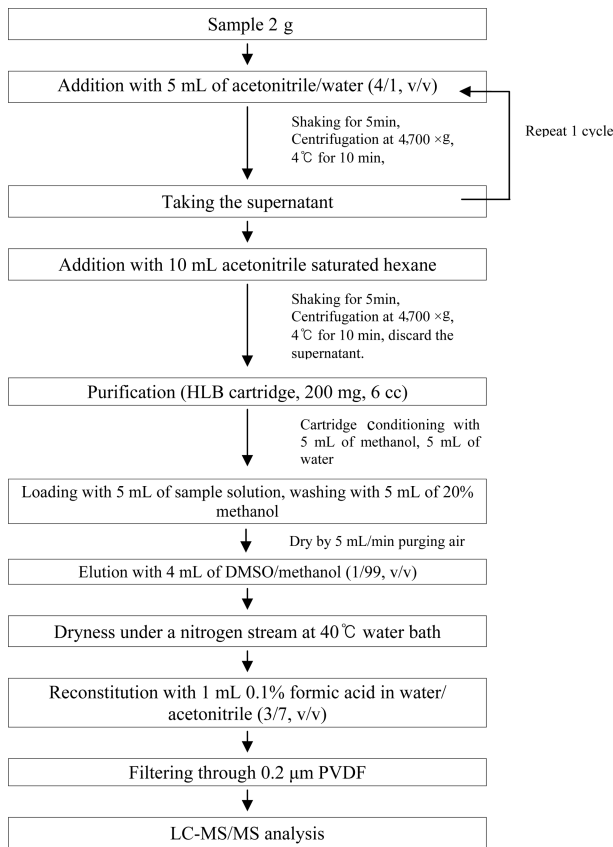 Sample 2 g
Addition with 5 mL of acetonitrile/water (4/1, v/v)
Shaking for 5min,
Centrifugation at 4,700 ×g,
4℃ for 10 min,
Repeat 1 cycle
Taking the supernatant
Addition with 10 mL acetonitrile saturated hexane
Shaking for 5min,
Centrifugation at 4,700 ×g,
4℃ for 10 min, discard the
supernatant.
Purification (HLB cartridge, 200 mg, 6 cc)
Cartridge conditioning with
5 mL of methanol, 5 mL of
water
Loading with 5 mL of sample solution, washing with 5 mL of 20%
methanol
Dry by 5 mL/min purging air
Elution with 4 mL of DMSO/methanol (1/99, v/v)
Dryness under a nitrogen stream at 40℃ water bath
Reconstitution with 1 mL 0.1% formic acid in water/
acetonitrile (3/7, v/v)
Filtering through 0.2 μm PVDF
LC-MS/MS analysis